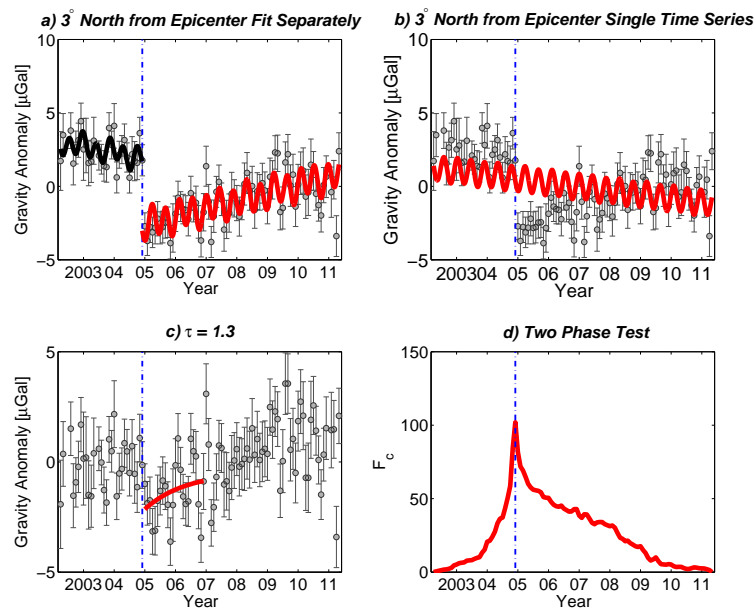 a) 3° North from Epicenter Fit Separately
10
5
0
−5
Gravity Anomaly [μGal]
2003 04 05 06 07 08 09 10 11
Year
b) 3° North from Epicenter Single Time Series
10
5
0
−5
Gravity Anomaly [μGal]
2003 04 05 06 07 08 09 10 11
Year
c) τ = 1.3
5
0
−5
Gravity Anomaly [μGal]
2003 04 05 06 07 08 09 10 11
Year
d) Two Phase Test
150
100
50
0
Fc
2003 04 05 06 07 08 09 10 11
Year